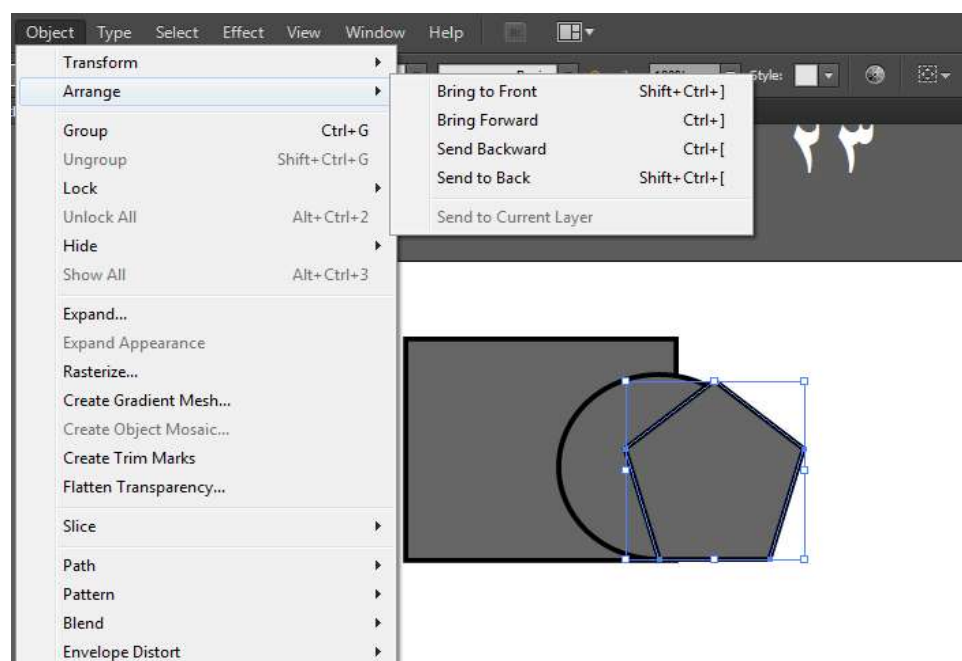 Object Type Select Effect View Window Help
Style:
Transform
Arrange
Group Ctrl+G
Ungroup Shift+Ctrl+G
Lock
Unlock All Alt+Ctrl+2
Hide
Show All Alt+Ctrl+3
Expand...
Expand Appearance
Rasterize...
Create Gradient Mesh...
Create Object Mosaic...
Create Trim Marks
Flatten Transparency...
Slice
Path
Pattern
Blend
Envelope Distort
Bring to Front Shift+Ctrl+]
Bring Forward Ctrl+]
Send Backward Ctrl+[
Send to Back Shift+Ctrl+[
Send to Current Layer
٢٣